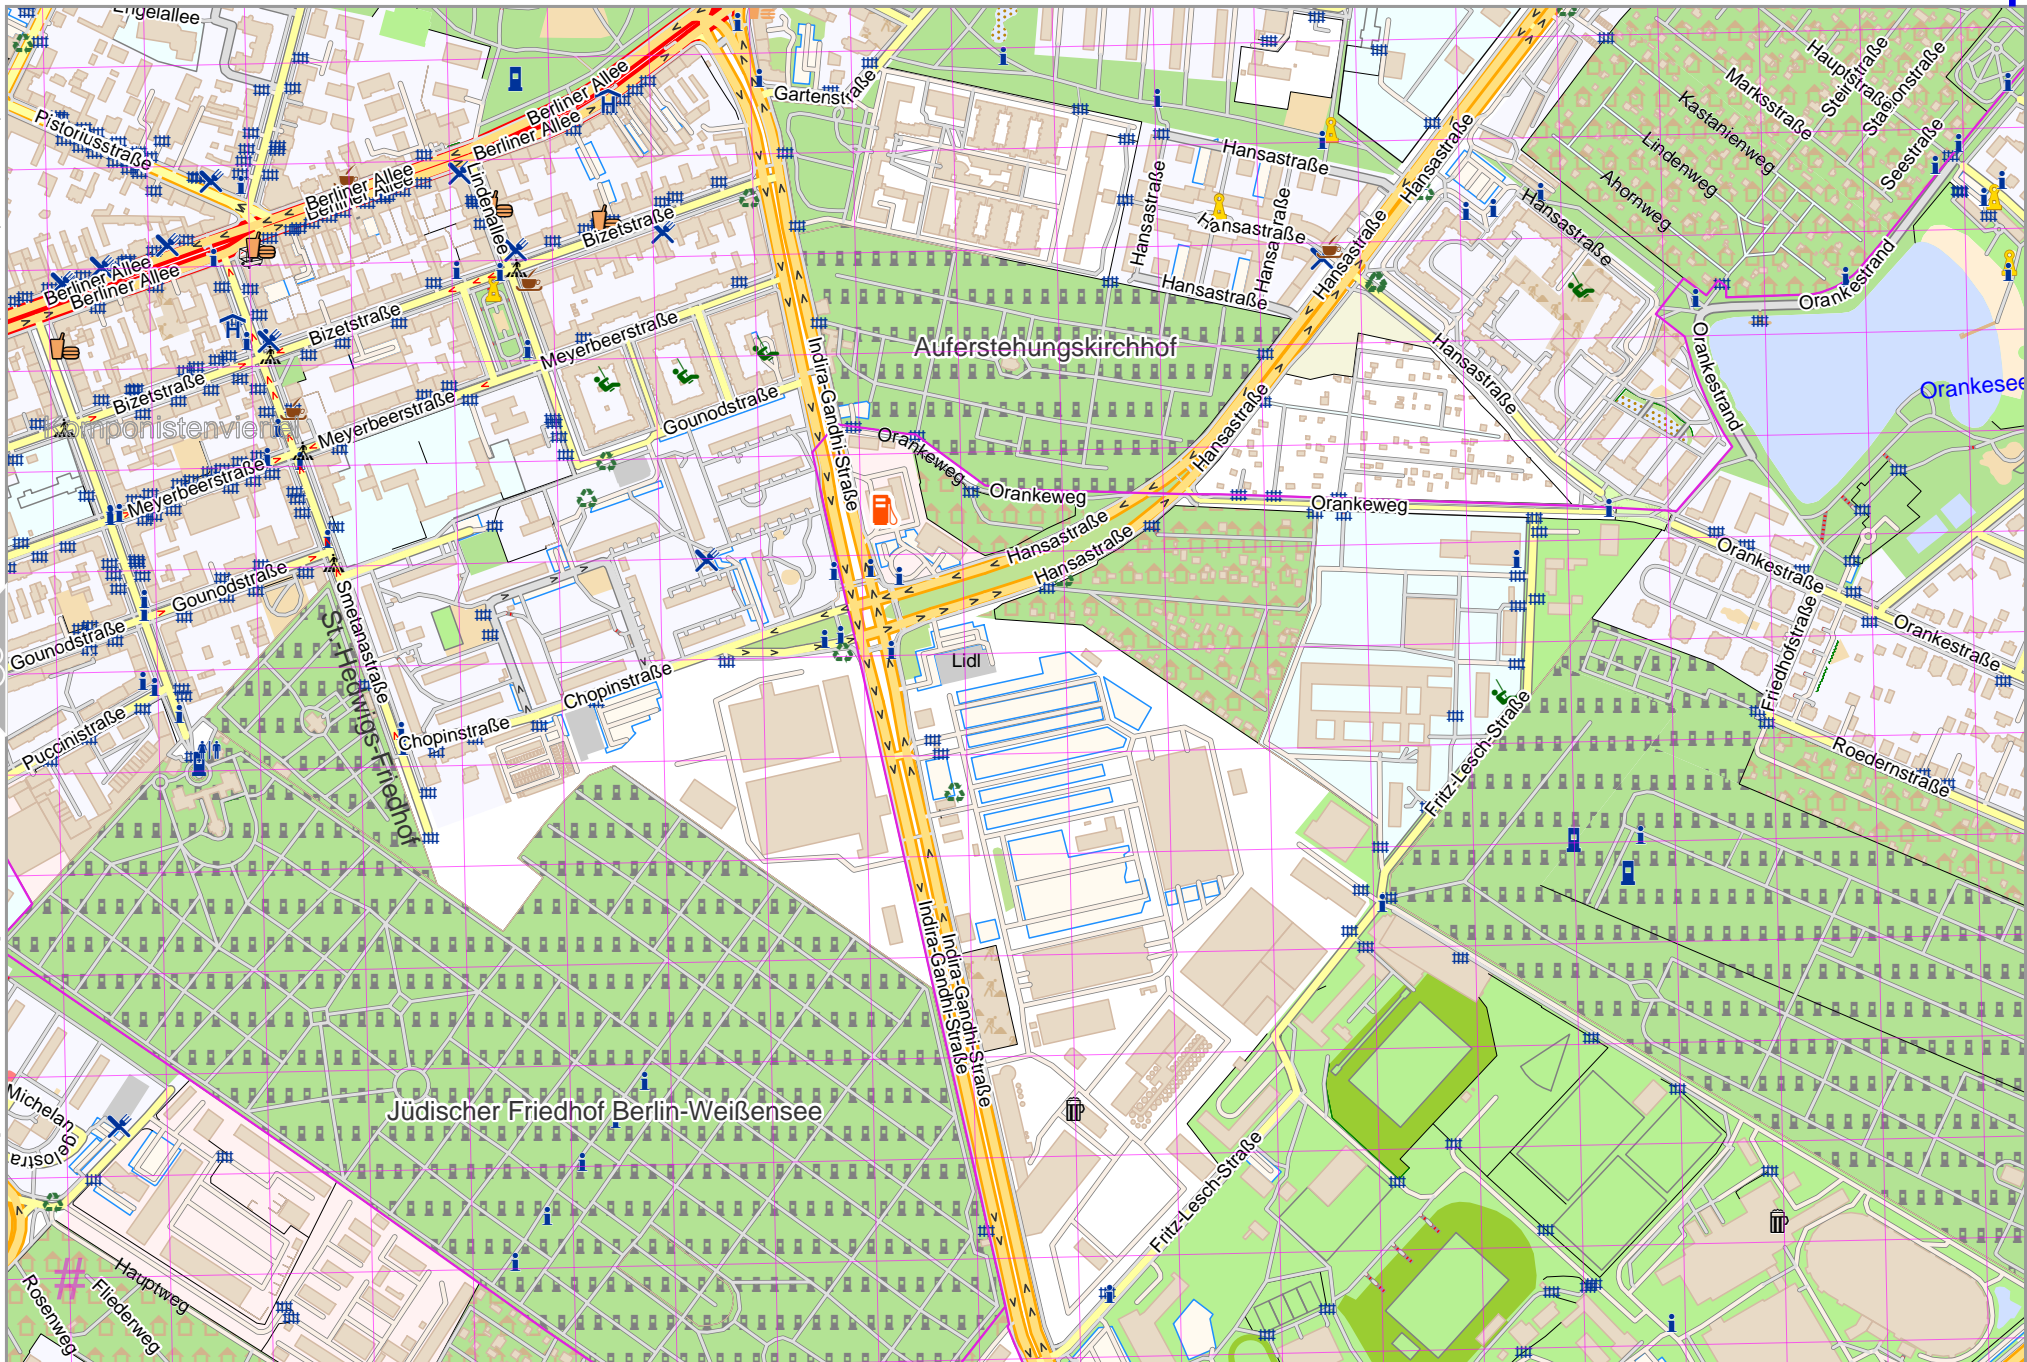 Engelallee
Berliner Allee
Berliner Allee
Gartenstraße
Pistoriusstraße
Lindenallee
Berliner Allee
Berliner Allee
Bizetstraße
Berliner Allee
Berliner Allee
Bizetstraße
Meyerbeerstraße
Bizetstraße
Meyerbeerstraße
Gounodstraße
Komponistenviertel
Meyerbeerstraße
Gounodstraße
Gounodstraße
Smetanastraße
St.-Hedwigs-Friedhof
Puccinistraße
Chopinstraße
Chopinstraße
Indira-Gandhi-Straße
Hansastraße
Hansastraße
Hansastraße
Hansastraße
Hansastraße
Hansastraße
Hansastraße
Hansastraße
Hansastraße
Hansastraße
Hauptstraße
Steinstraße
Stationstraße
Marksstraße
Kastanienweg
Lindenweg
Ahornweg
Seestraße
Orankestrand
Orankestrand
Orankesee
Auferstehungskirchhof
Orankeweg
Orankeweg
Orankeweg
Hansastraße
Hansastraße
Hansastraße
Orankestraße
Orankestraße
Friedhofstraße
Roedernstraße
Lidl
Fritz-Lesch-Straße
Indira-Gandhi-Straße
Indira-Gandhi-Straße
Jüdischer Friedhof Berlin-Weißensee
Fritz-Lesch-Straße
Michelangelostra
Hauptweg
Fliederweg
Rosenweg
#